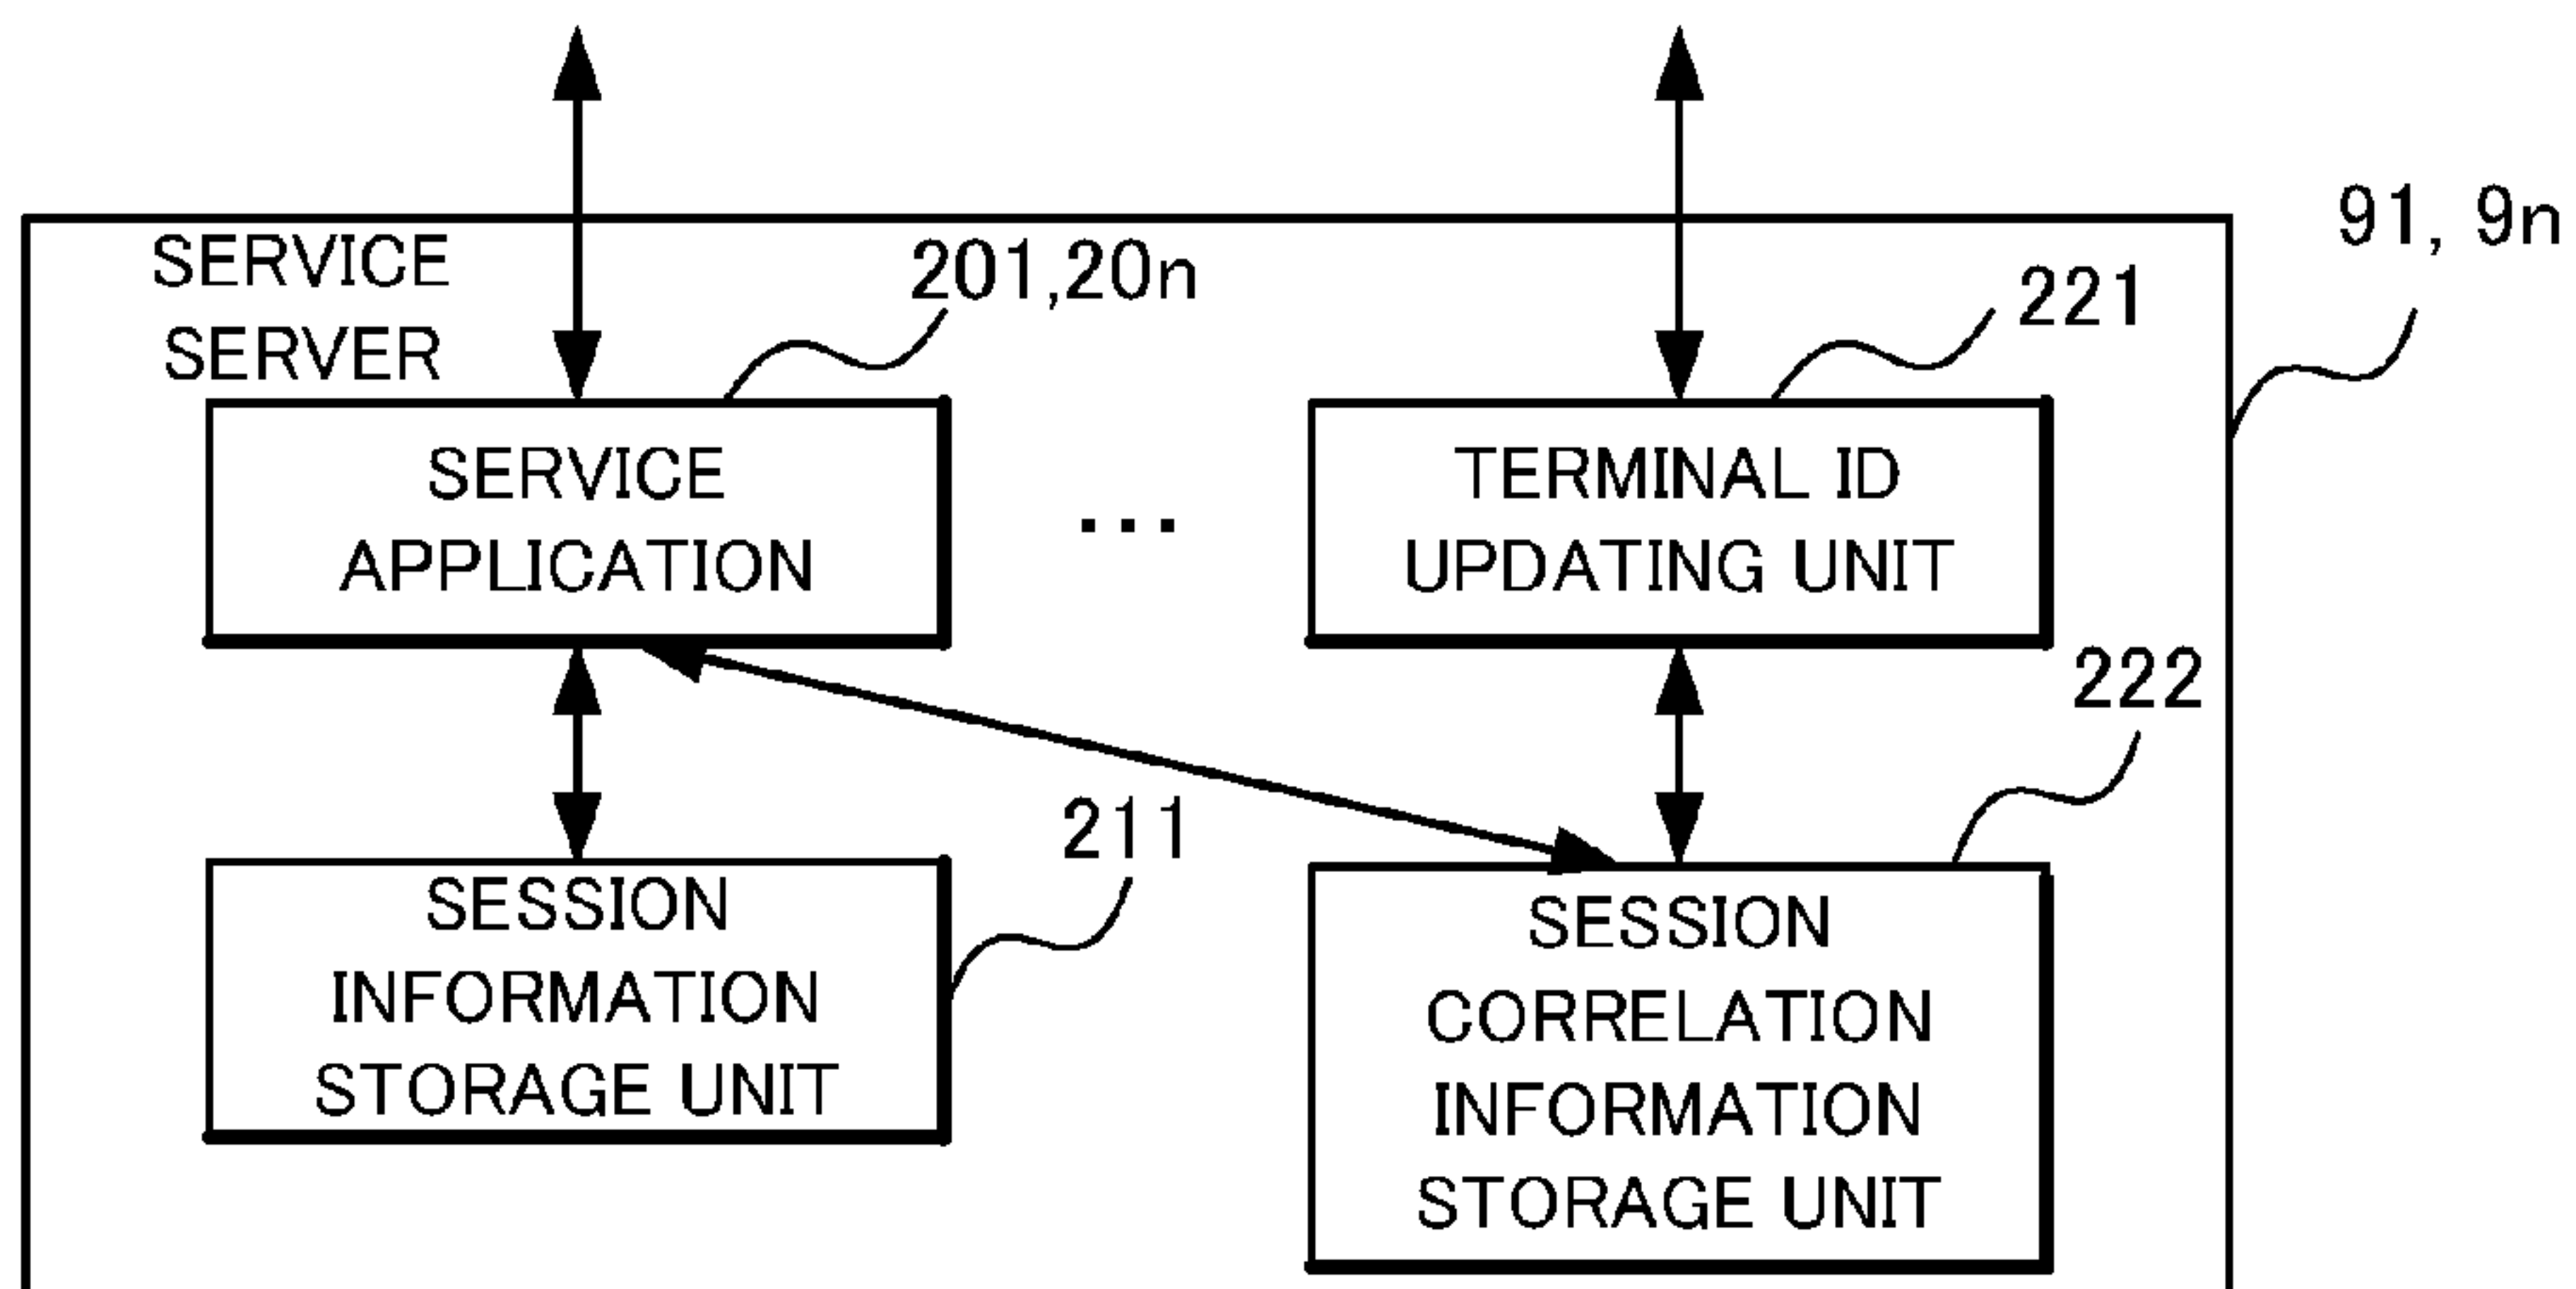 91, 9n
SERVICE
SERVER
201,20n
221
SERVICE
APPLICATION
...
TERMINAL ID
UPDATING UNIT
222
211
SESSION
INFORMATION
STORAGE UNIT
SESSION
CORRELATION
INFORMATION
STORAGE UNIT